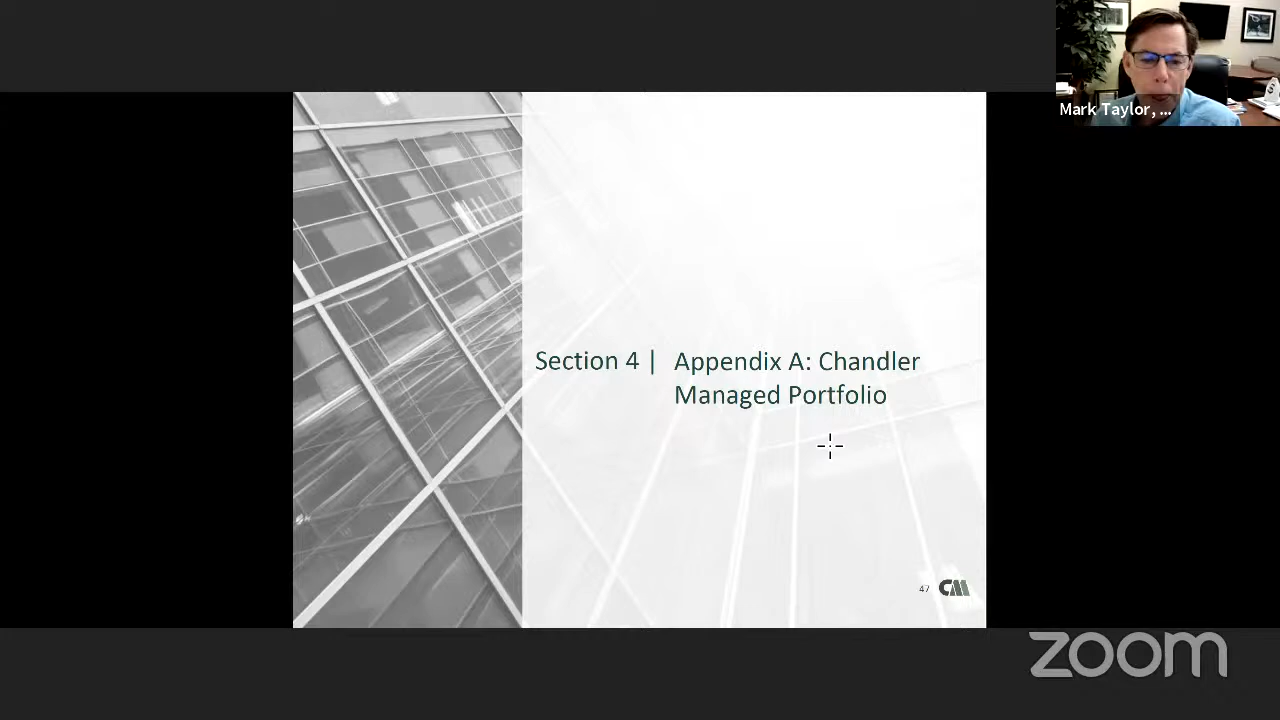 Mark Taylor, ...
Section 4 | Appendix A: Chandler
Managed Portfolio
47 CM
zoom